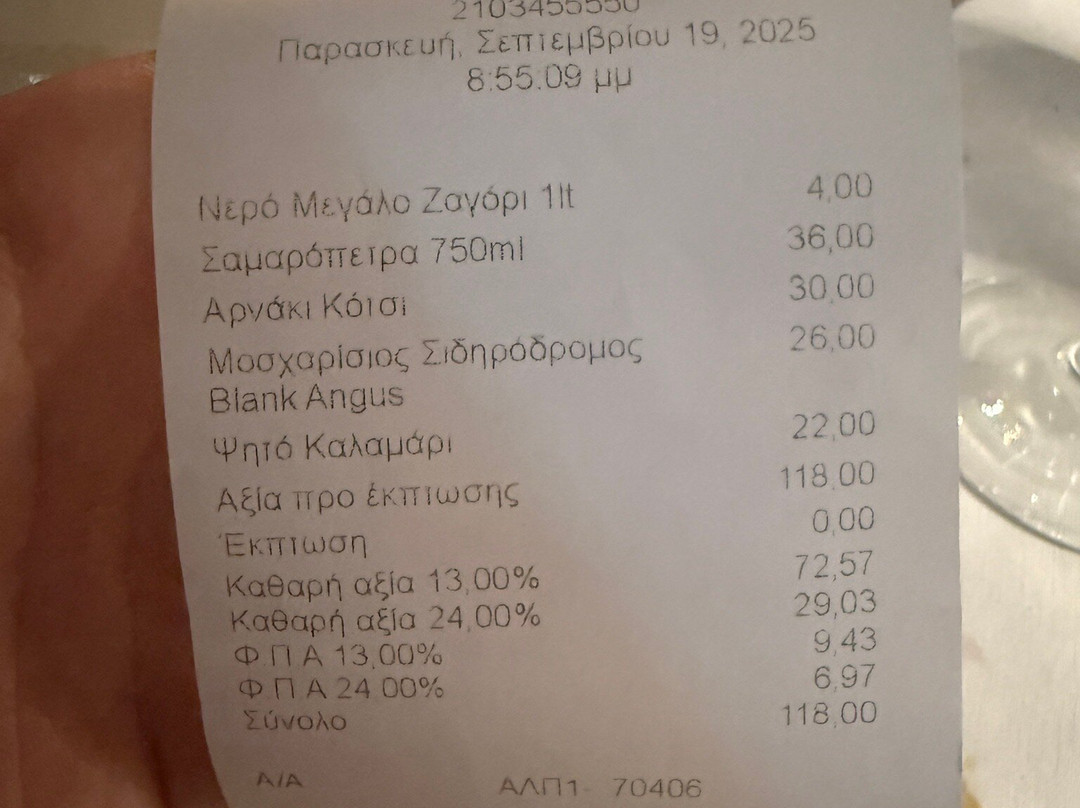 2103455550
Παρασκευή, Σεπτεμβρίου 19, 2025
8:55:09 μμ
Νερό Μεγάλο Ζαγόρι 1lt 4,00
Σαμαρόπετρα 750ml 36,00
Αρνάκι Κότσι 30,00
Μοσχαρίσιος Σιδηρόδρομος 26,00
Blank Angus
Ψητό Καλαμάρι 22,00
Αξία προ έκπτωσης 118,00
Έκπτωση 0,00
Καθαρή αξία 13,00% 72,57
Καθαρή αξία 24,00% 29,03
Φ.Π.Α 13,00% 9,43
Φ.Π.Α 24,00% 6,97
Σύνολο 118,00
Α/Α ΑΛΠ1- 70406